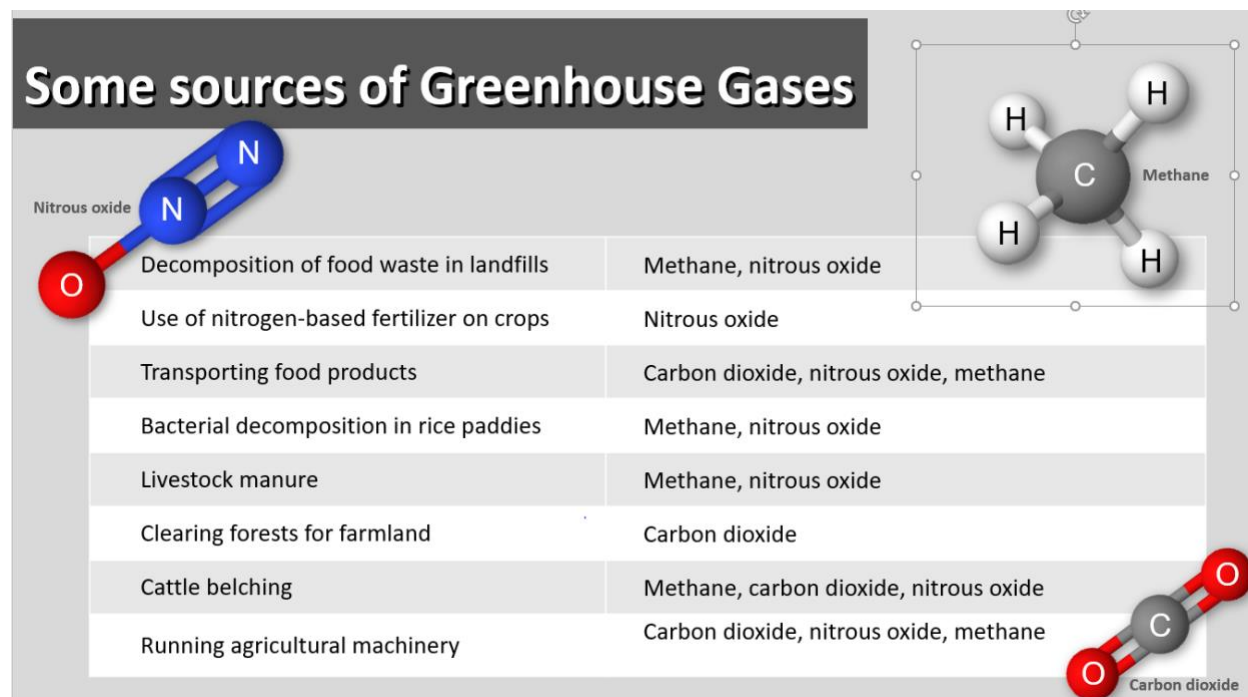 Some sources of Greenhouse Gases
H
H
C
Methane
H
H
N
N
Nitrous oxide
O
Decomposition of food waste in landfills Methane, nitrous oxide
Use of nitrogen-based fertilizer on crops Nitrous oxide
Transporting food products Carbon dioxide, nitrous oxide, methane
Bacterial decomposition in rice paddies Methane, nitrous oxide
Livestock manure Methane, nitrous oxide
Clearing forests for farmland Carbon dioxide
Cattle belching Methane, carbon dioxide, nitrous oxide
Running agricultural machinery Carbon dioxide, nitrous oxide, methane
O
C
O
Carbon dioxide